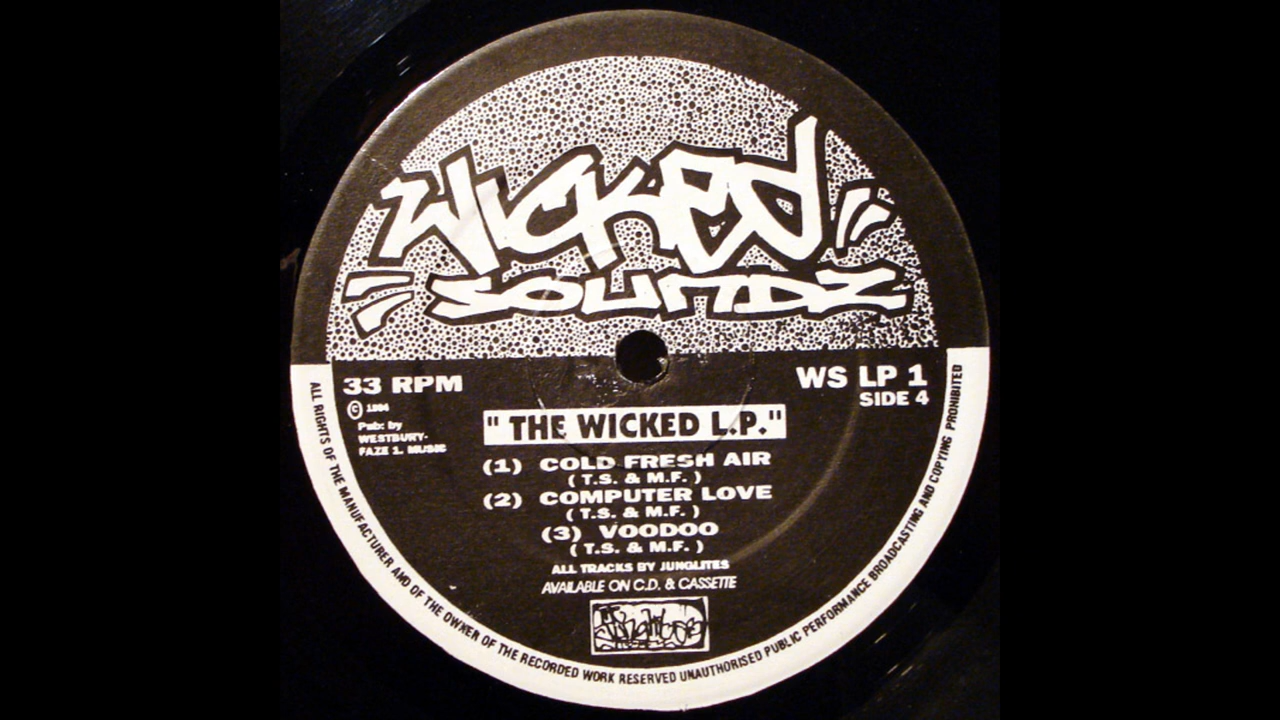 WICKED
SOUNDZ
33 RPM
WS LP 1
© 1994
SIDE 4
Pub: by
WESTBURY-
FAZE 1. MUSIC
" THE WICKED L.P."
(1) COLD FRESH AIR
( T.S. & M.F. )
(2) COMPUTER LOVE
( T.S. & M.F. )
(3) VOODOO
( T.S. & M.F. )
ALL TRACKS BY JUNGLITES
AVAILABLE ON C.D. & CASSETTE
ALL RIGHTS OF THE MANUFACTURER AND OF THE OWNER OF THE RECORDED WORK RESERVED UNAUTHORISED PUBLIC PERFORMANCE BROADCASTING AND COPYING PROHIBITED